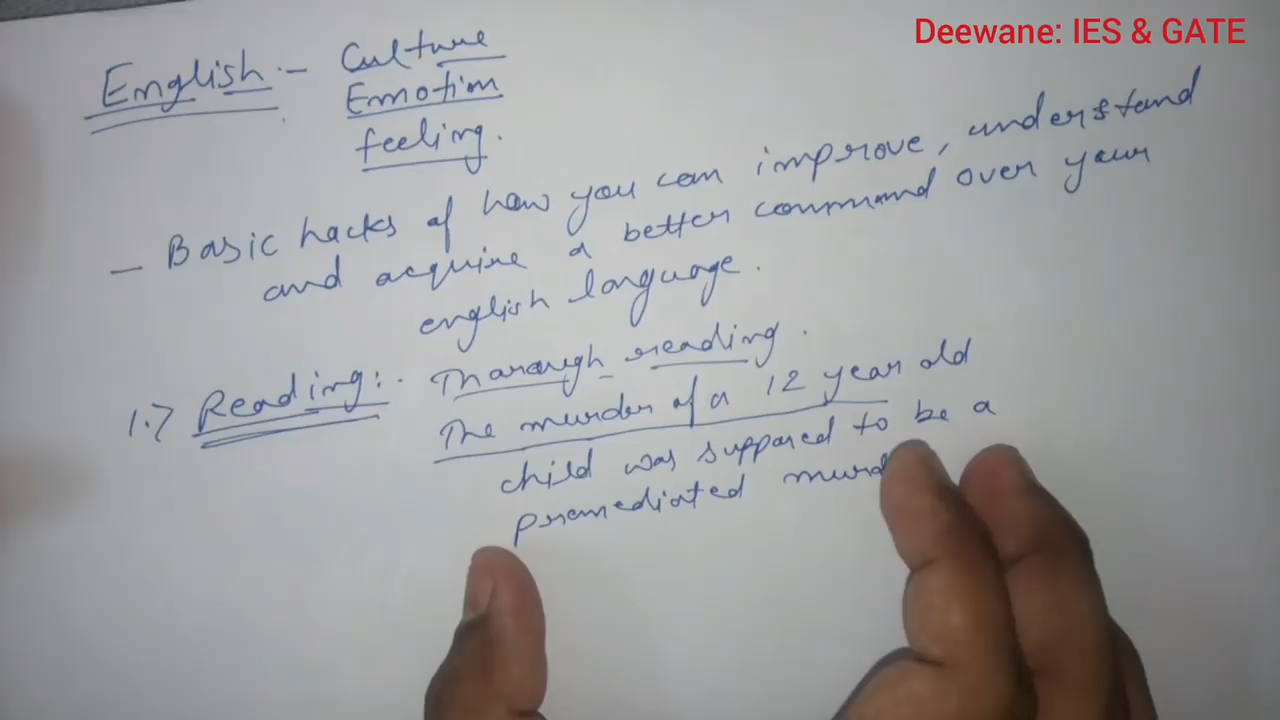 Deewane: IES & GATE
English :- Culture
Emotion
feeling.
- Basic hacks of how you can improve, understand
and acquire a better command over your
english language.
1.) Reading:- Thorough reading.
The murder of a 12 year old
child was supposed to be a
premediated